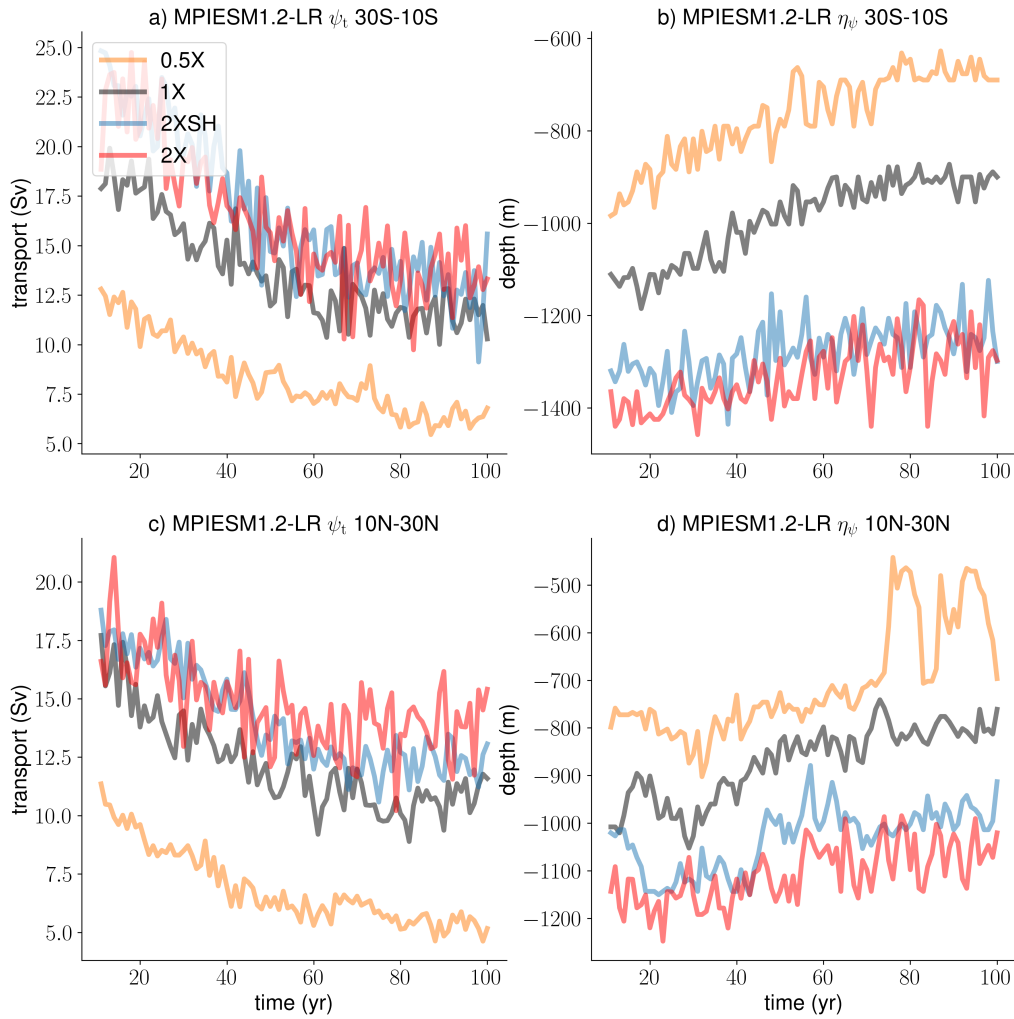 a) MPIESM1.2-LR ψt 30S-10S
25.0
22.5
20.0
17.5
15.0
12.5
10.0
7.5
5.0
transport (Sv)
0.5X
1X
2XSH
2X
20 40 60 80 100
b) MPIESM1.2-LR ηψ 30S-10S
−600
−800
−1000
−1200
−1400
depth (m)
20 40 60 80 100
c) MPIESM1.2-LR ψt 10N-30N
20.0
17.5
15.0
12.5
10.0
7.5
5.0
transport (Sv)
20 40 60 80 100
time (yr)
d) MPIESM1.2-LR ηψ 10N-30N
−500
−600
−700
−800
−900
−1000
−1100
−1200
depth (m)
20 40 60 80 100
time (yr)